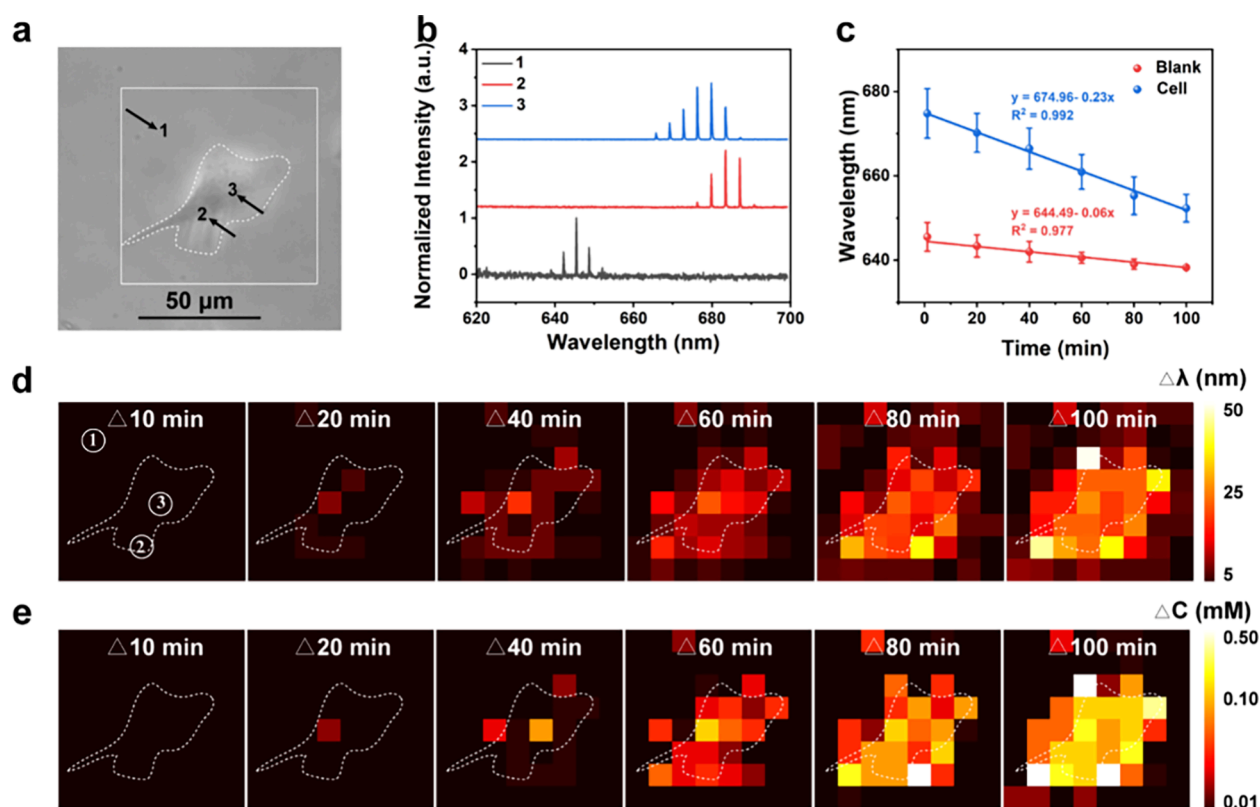 a
1
3
2
50 μm
b
Normalized Intensity (a.u.)
4
3
2
1
0
1
2
3
620 640 660 680 700
Wavelength (nm)
c
Wavelength (nm)
680
660
640
Blank
Cell
y = 674.96- 0.23x
R² = 0.992
y = 644.49- 0.06x
R² = 0.977
0 20 40 60 80 100
Time (min)
d
△λ (nm)
△10 min △20 min △40 min △60 min △80 min △100 min
① 
③
②
50
25
5
e
△C (mM)
△10 min △20 min △40 min △60 min △80 min △100 min
0.50
0.10
0.01